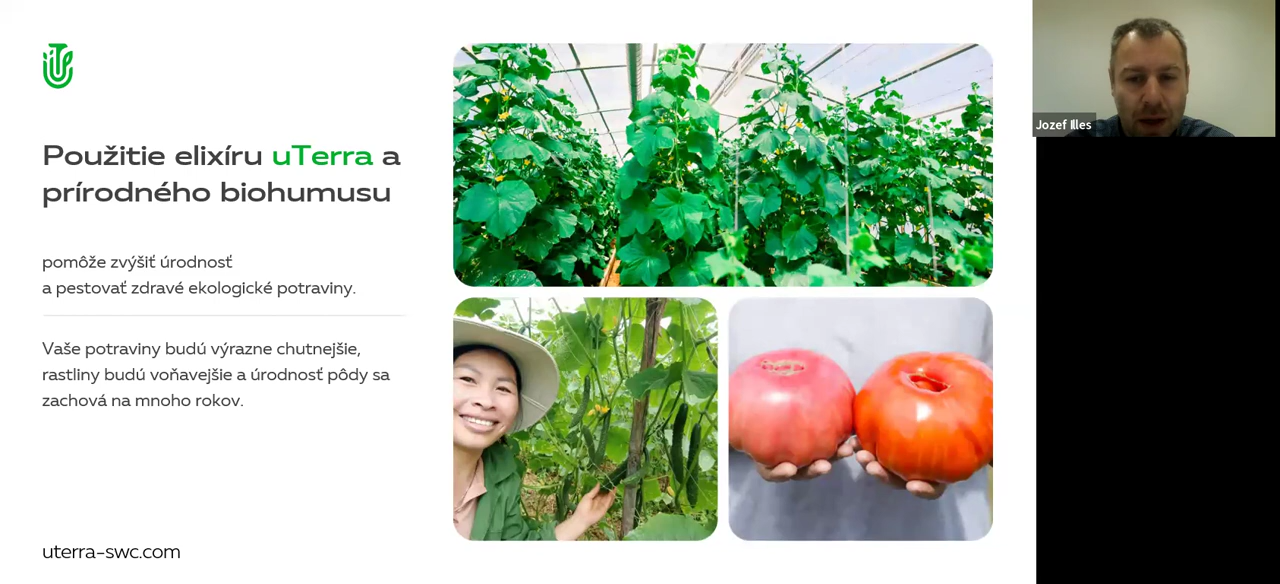 Použitie elixíru uTerra a
prírodného biohumusu
pomôže zvýšiť úrodnosť
a pestovať zdravé ekologické potraviny.
Vaše potraviny budú výrazne chutnejšie,
rastliny budú voňavejšie a úrodnosť pôdy sa
zachová na mnoho rokov.
uterra-swc.com
Jozef Illes